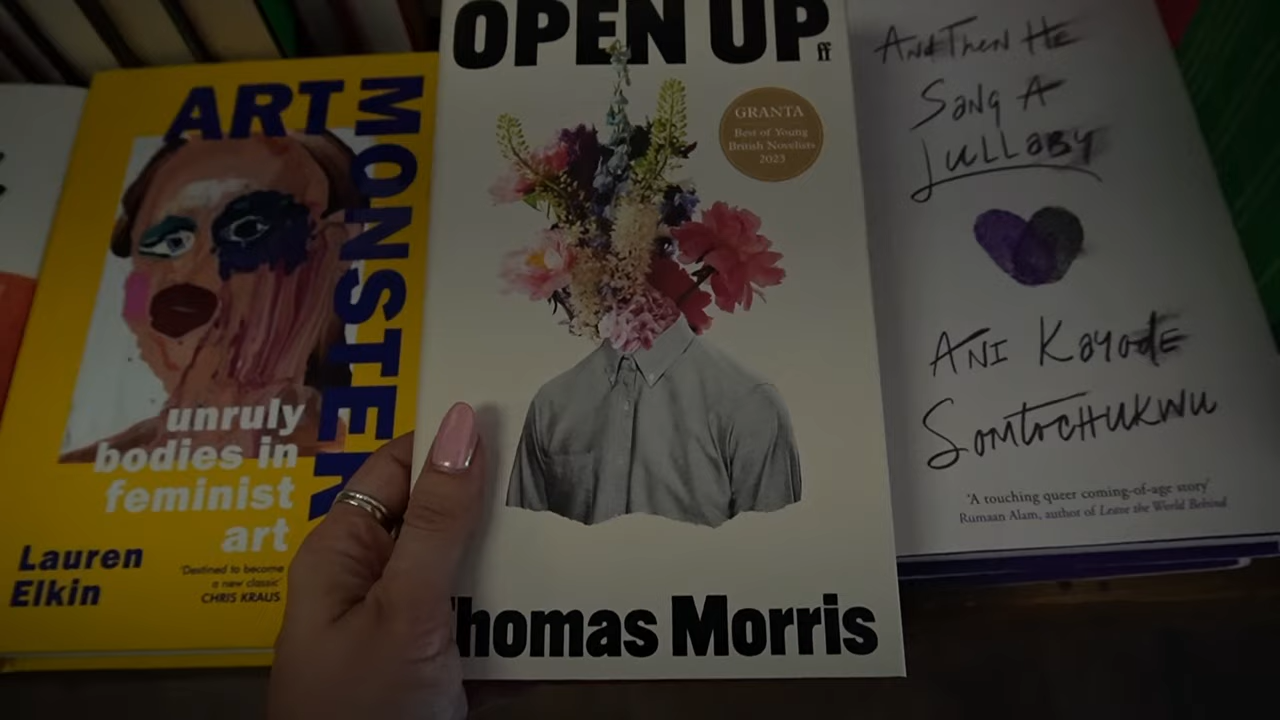 ART
MONSTER
unruly
bodies in
feminist
art
Lauren
Elkin
'Destined to become
a new classic'
CHRIS KRAUS
OPEN UP
ff
GRANTA
Best of Young
British Novelists
2023
Thomas Morris
And Then He
Sang A
Lullaby
Ani Kayode
Somtochukwu
'A touching queer coming-of-age story'
Rumaan Alam, author of Leave the World Behind